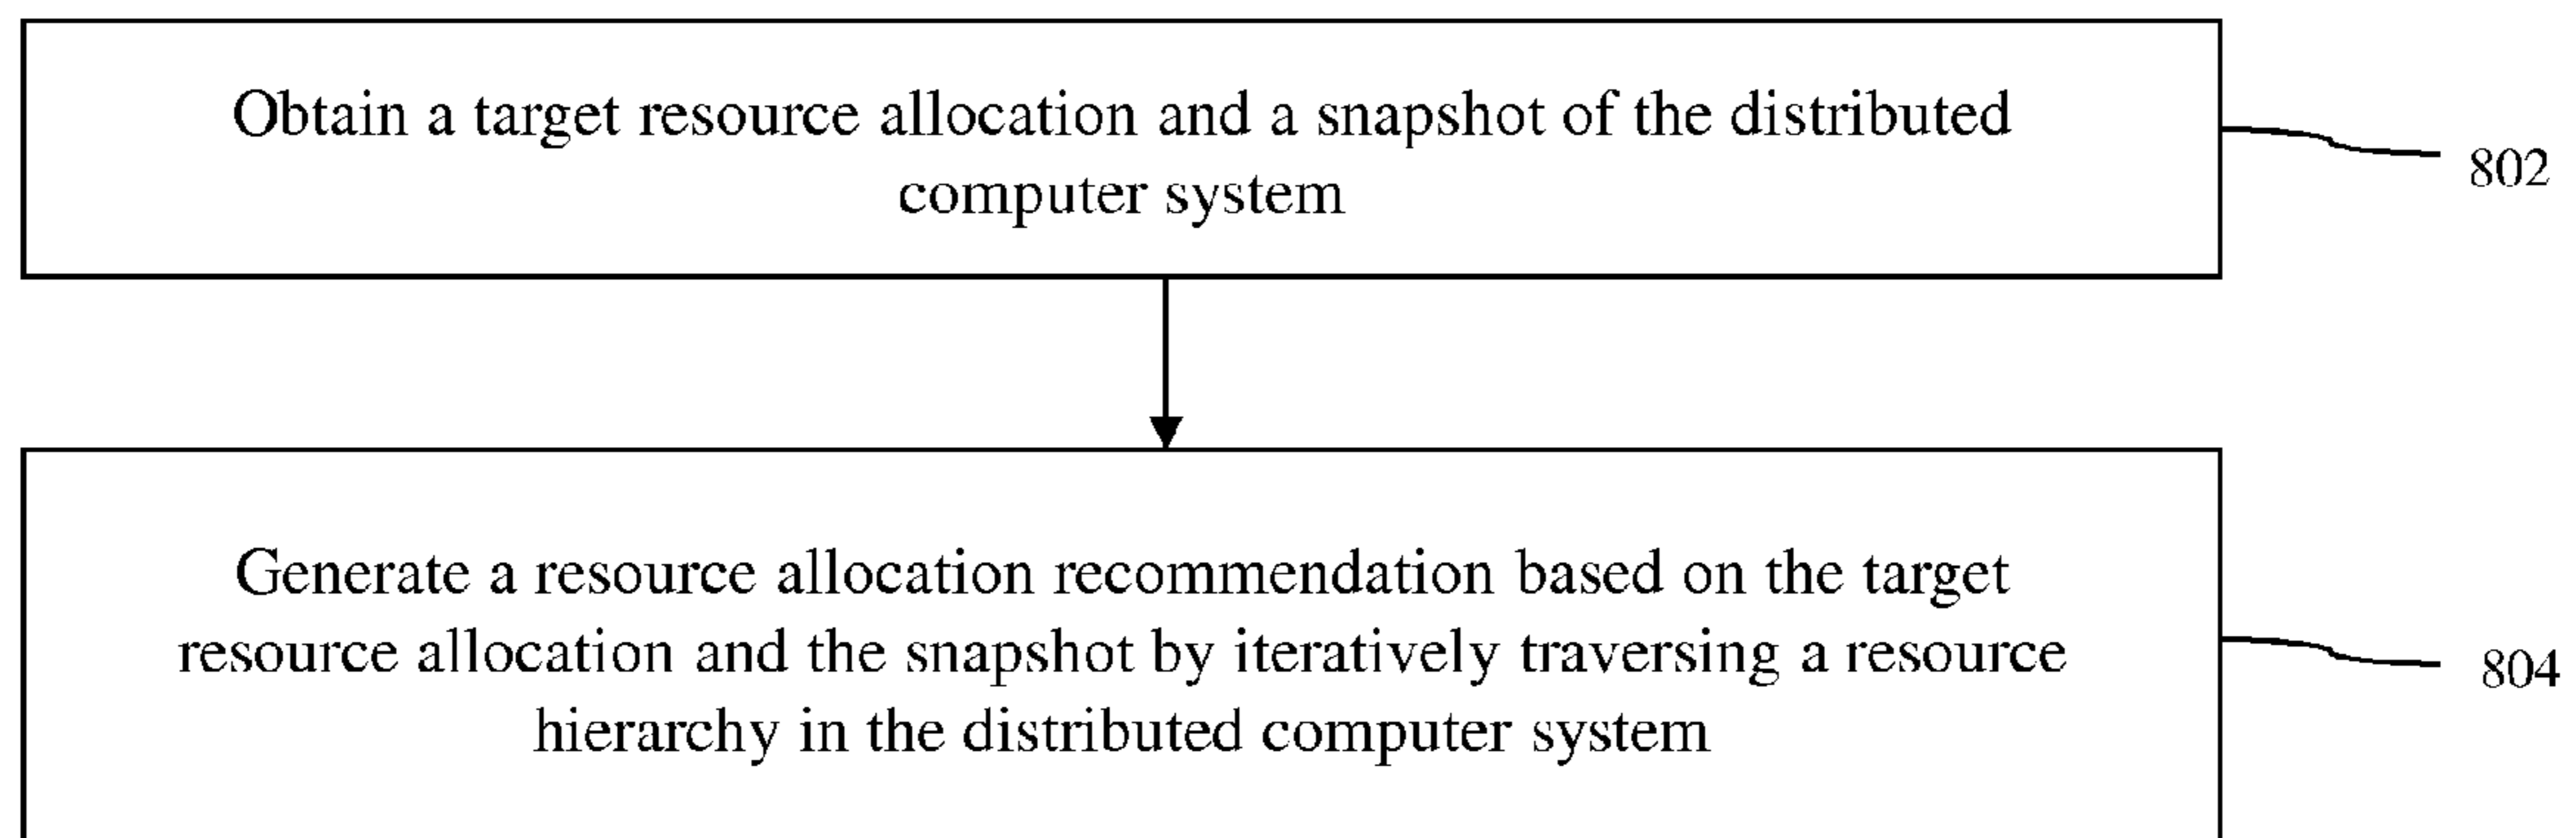 Obtain a target resource allocation and a snapshot of the distributed
computer system
802
Generate a resource allocation recommendation based on the target
resource allocation and the snapshot by iteratively traversing a resource
hierarchy in the distributed computer system
804